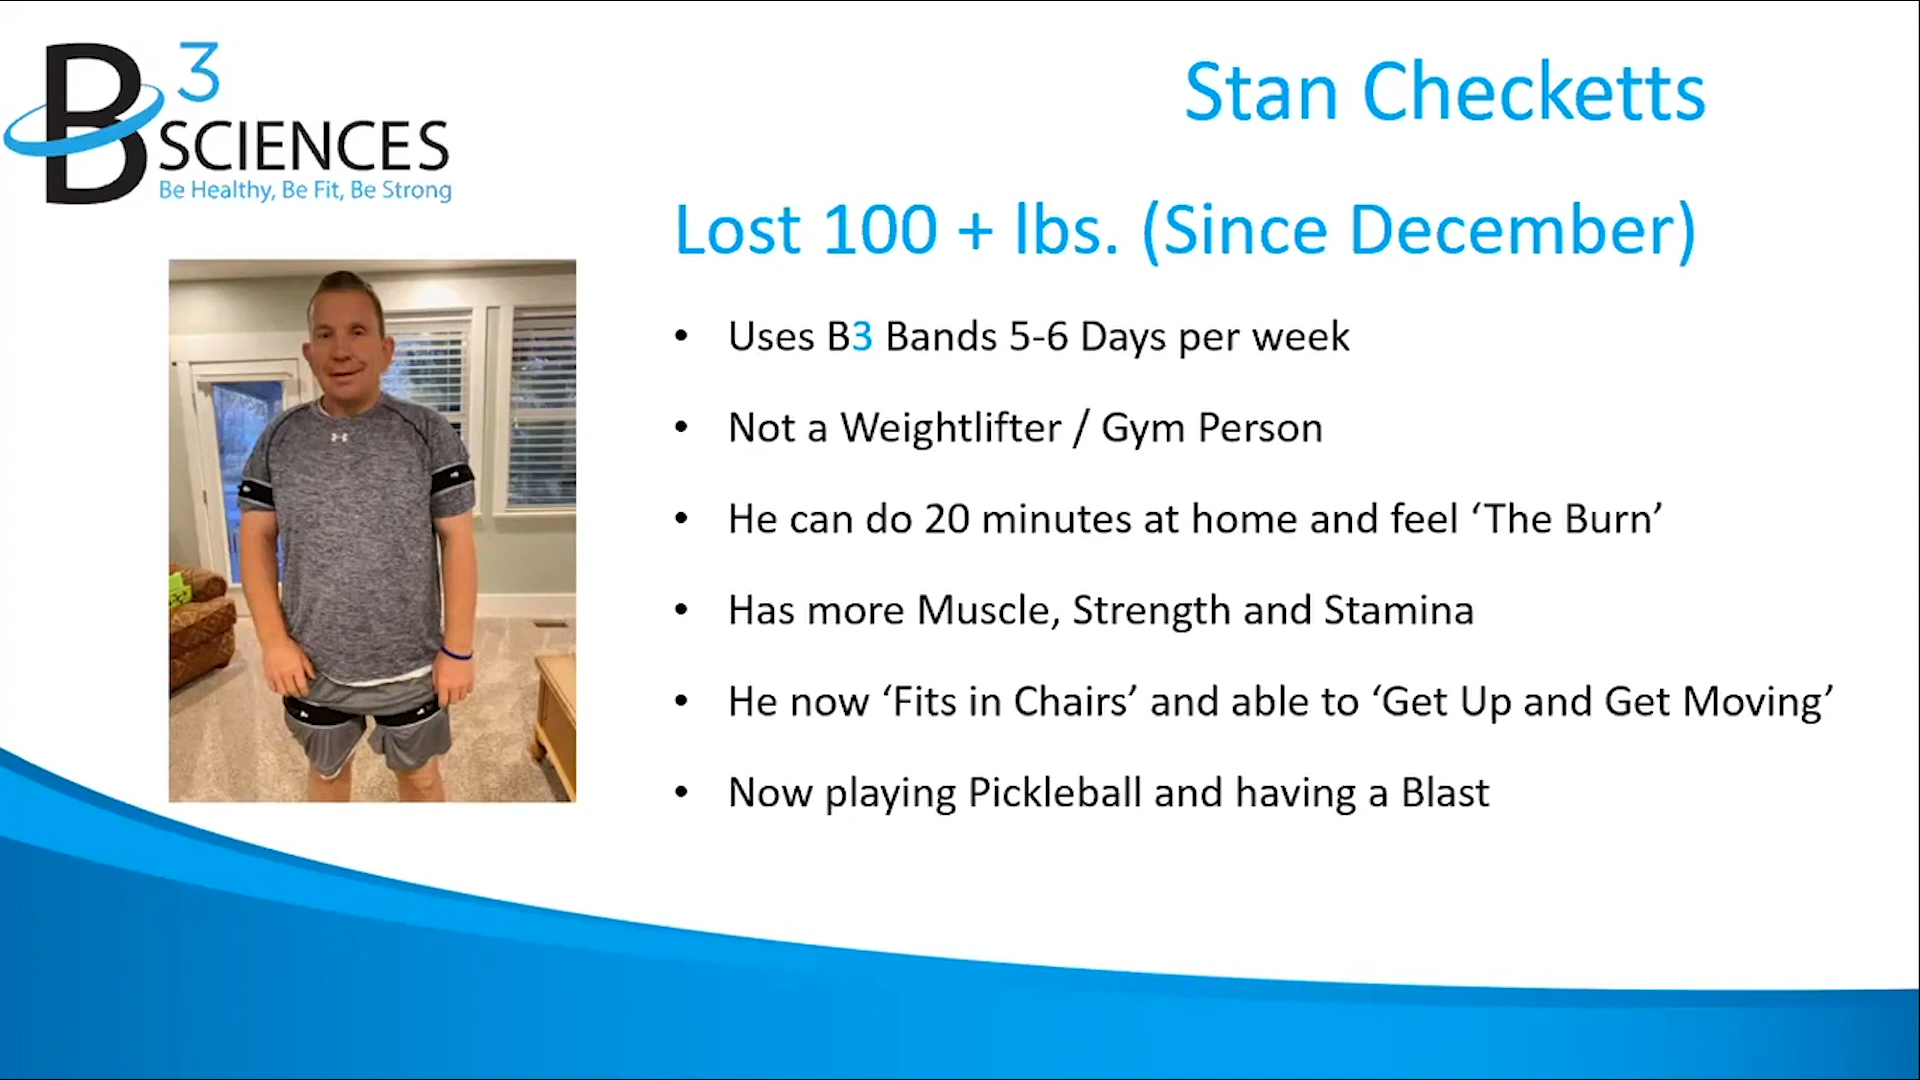 B3 SCIENCES
Be Healthy, Be Fit, Be Strong
Stan Checketts
Lost 100 + lbs. (Since December)
• Uses B3 Bands 5-6 Days per week
• Not a Weightlifter / Gym Person
• He can do 20 minutes at home and feel ‘The Burn’
• Has more Muscle, Strength and Stamina
• He now ‘Fits in Chairs’ and able to ‘Get Up and Get Moving’
• Now playing Pickleball and having a Blast